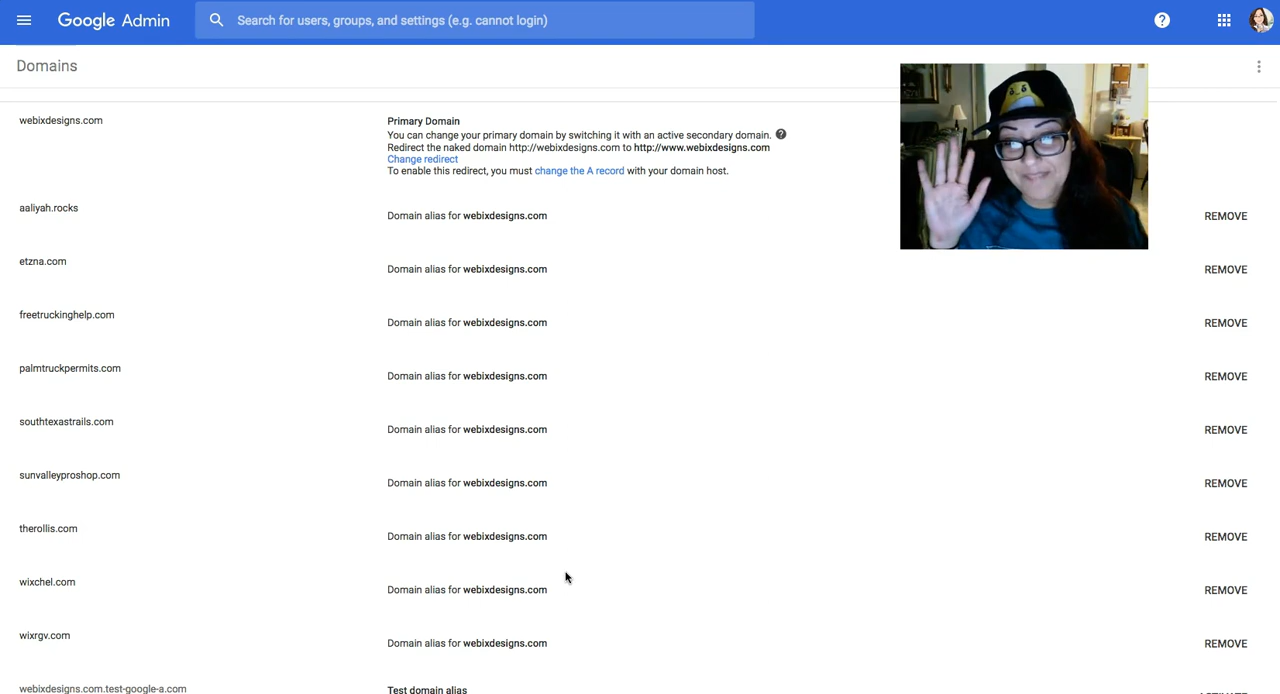 Google Admin
Search for users, groups, and settings (e.g. cannot login)
Domains
webixdesigns.com
Primary Domain
You can change your primary domain by switching it with an active secondary domain.
Redirect the naked domain http://webixdesigns.com to http://www.webixdesigns.com
Change redirect
To enable this redirect, you must change the A record with your domain host.
aaliyah.rocks
Domain alias for webixdesigns.com
REMOVE
etzna.com
Domain alias for webixdesigns.com
REMOVE
freetruckinghelp.com
Domain alias for webixdesigns.com
REMOVE
palmtruckpermits.com
Domain alias for webixdesigns.com
REMOVE
southtexastrails.com
Domain alias for webixdesigns.com
REMOVE
sunvalleyproshop.com
Domain alias for webixdesigns.com
REMOVE
therollis.com
Domain alias for webixdesigns.com
REMOVE
wixchel.com
Domain alias for webixdesigns.com
REMOVE
wixrgv.com
Domain alias for webixdesigns.com
REMOVE
webixdesigns.com.test-google-a.com
Test domain alias